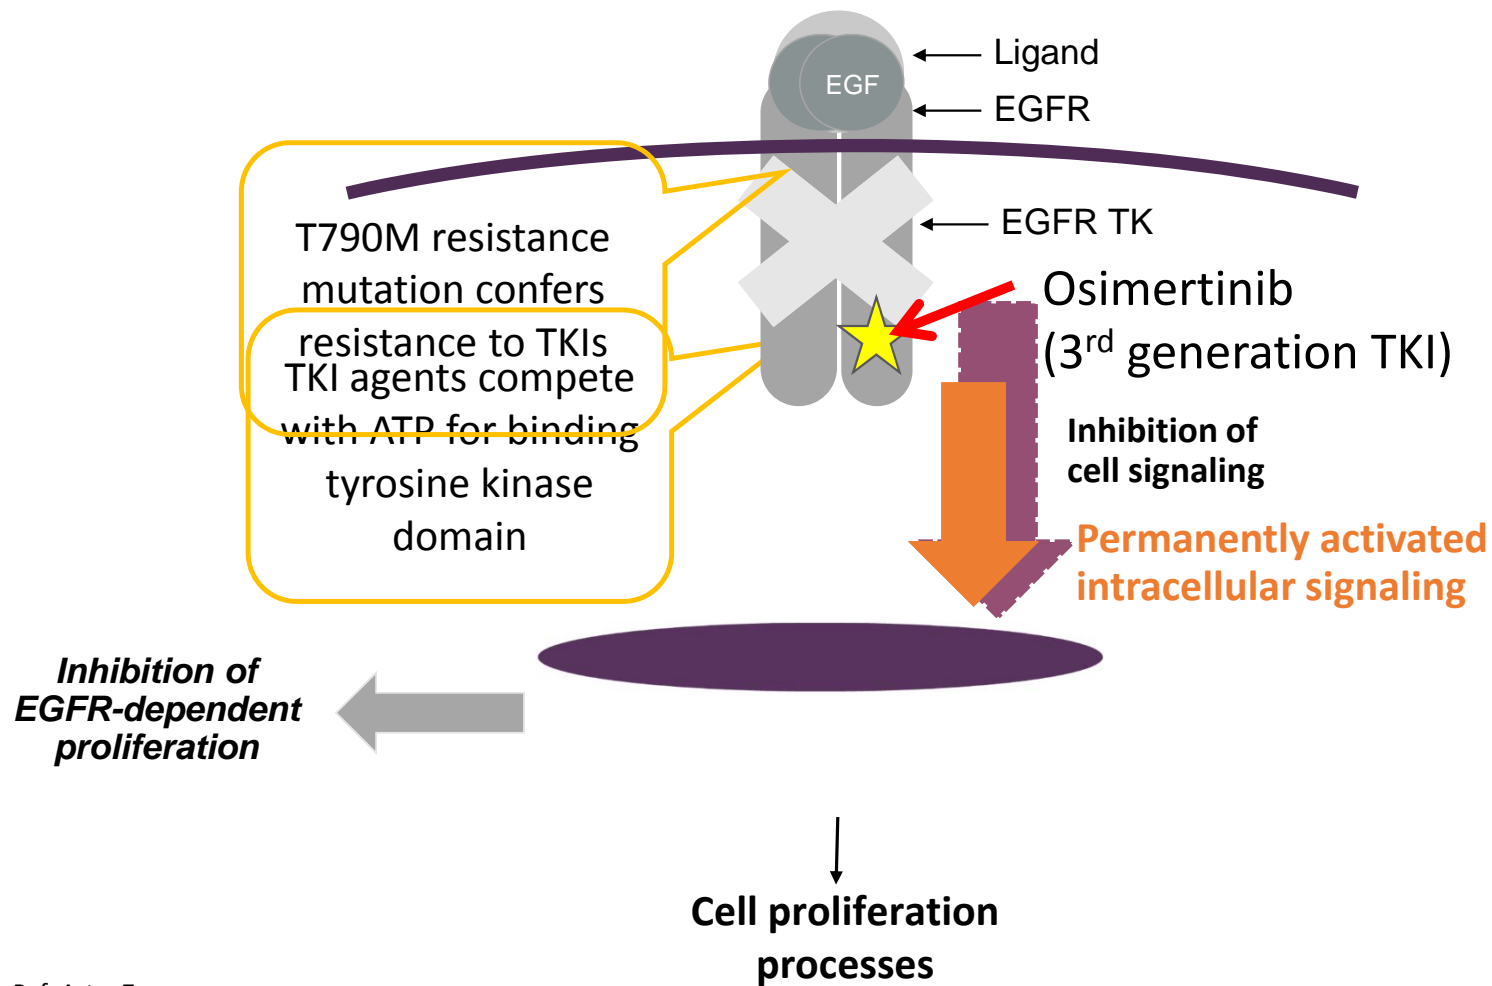 Ligand
EGF
EGFR
EGFR TK
T790M resistance
mutation confers
resistance to TKIs
TKI agents compete
with ATP for binding
tyrosine kinase
domain
Osimertinib
(3rd generation TKI)
Inhibition of
cell signaling
Permanently activated
intracellular signaling
Inhibition of
EGFR-dependent
proliferation
Cell proliferation
processes